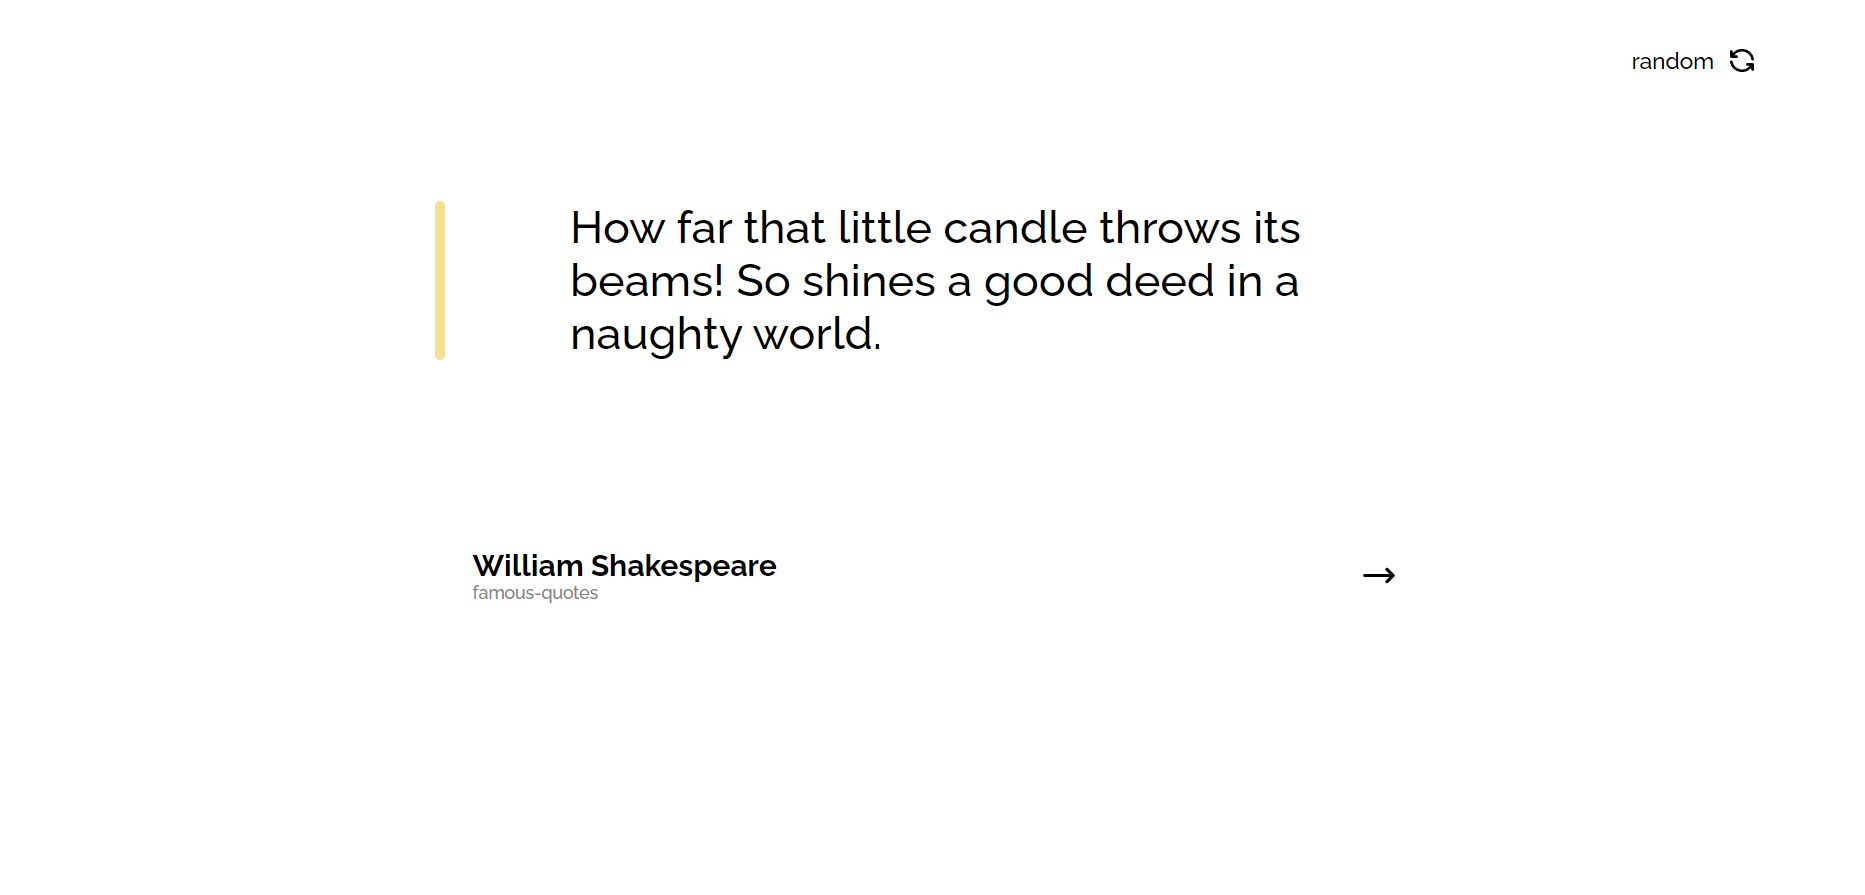 random
How far that little candle throws its
beams! So shines a good deed in a
naughty world.
William Shakespeare
famous-quotes